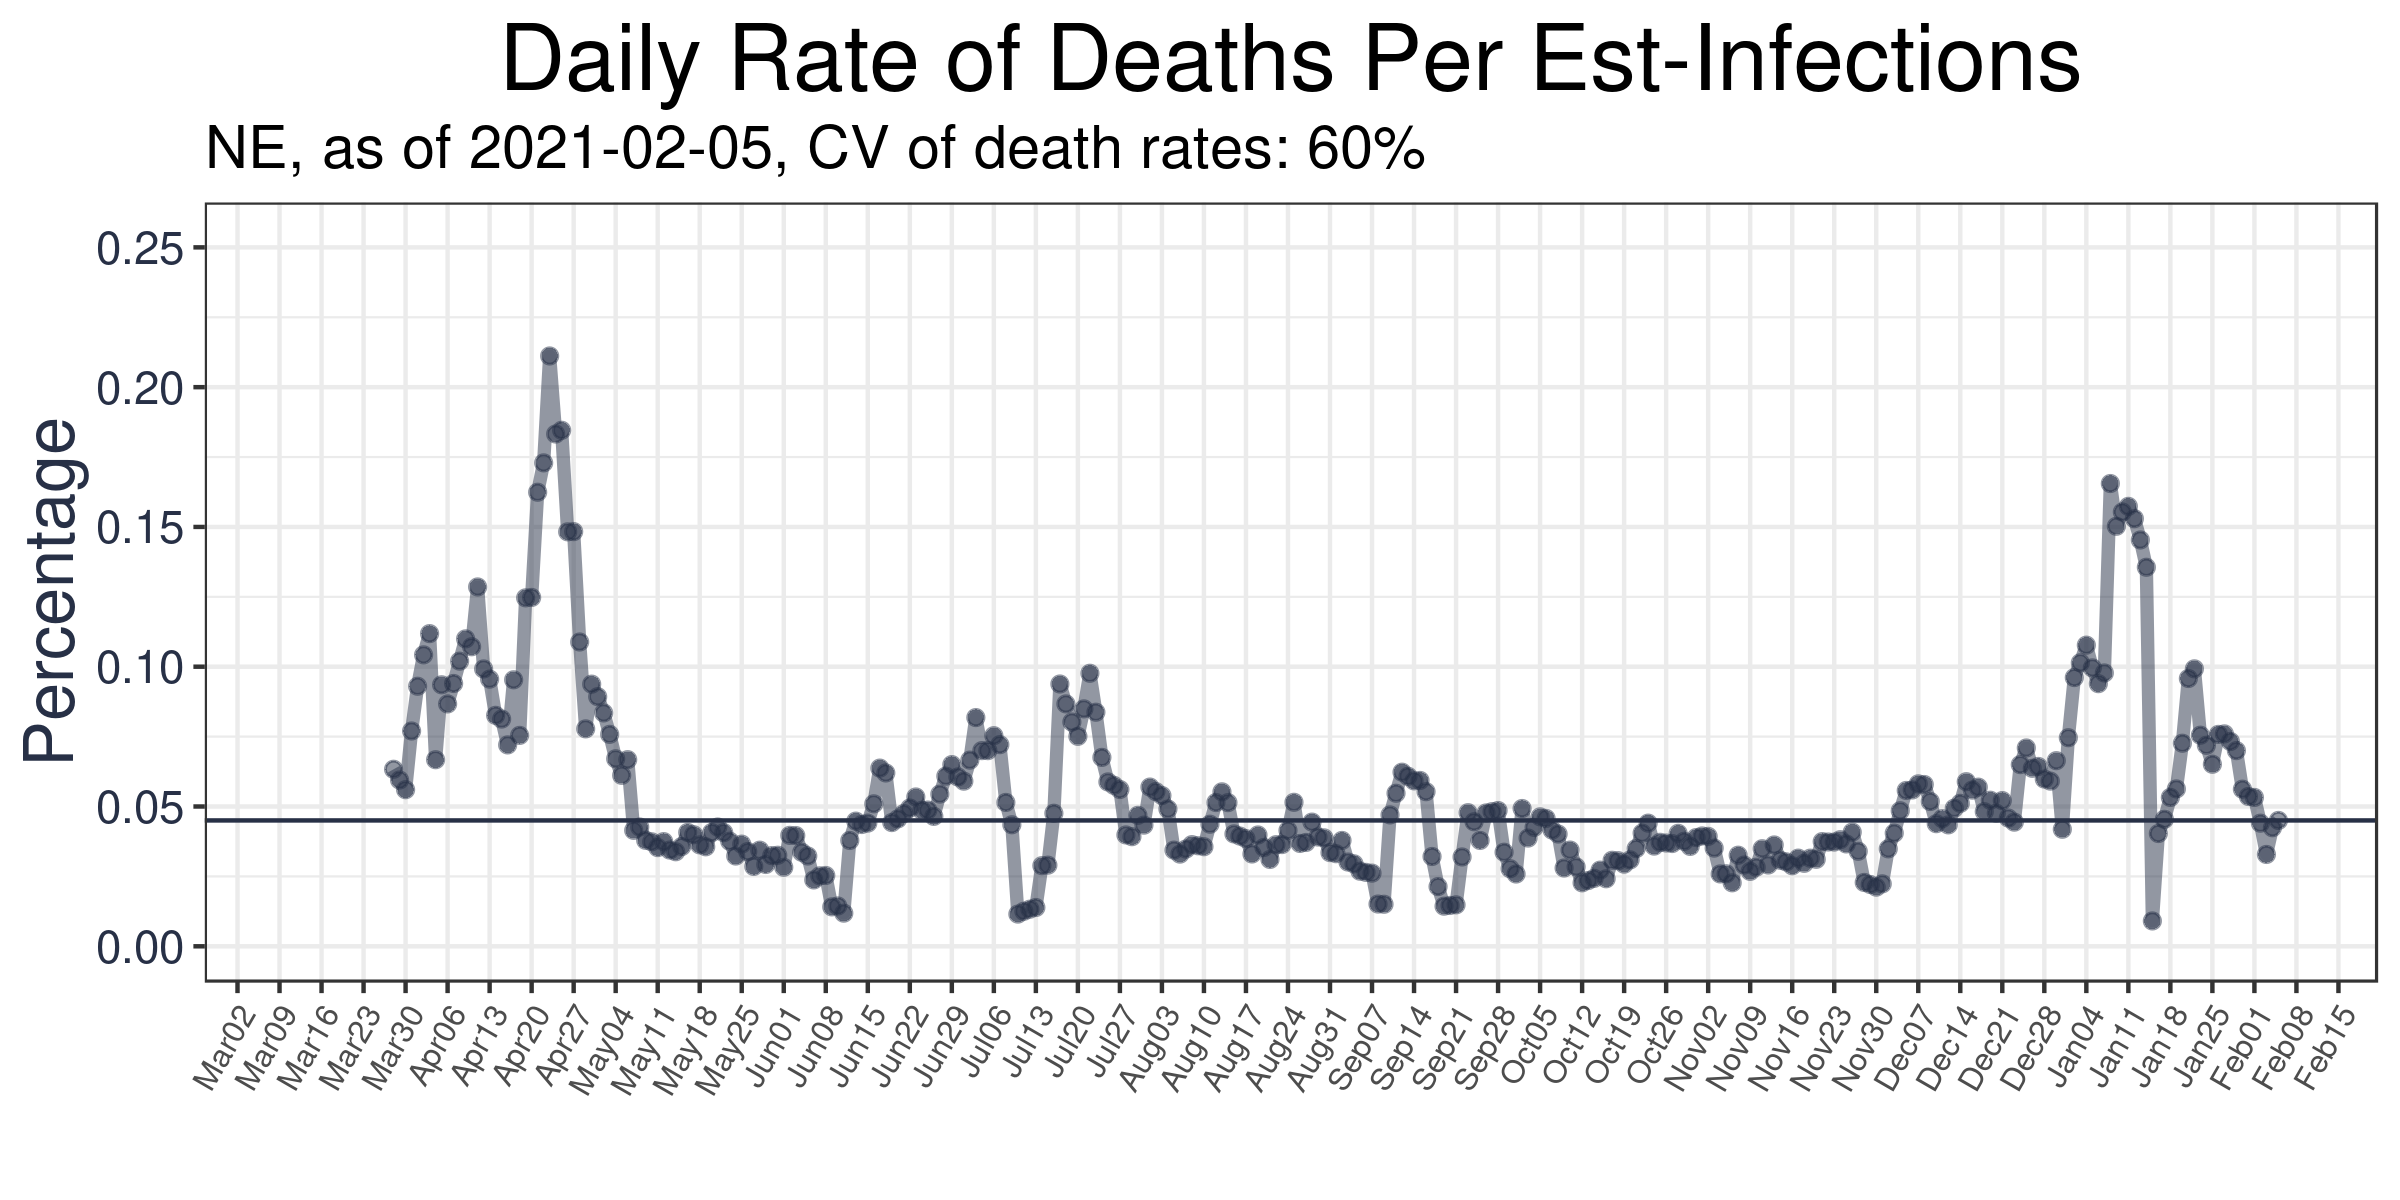 Daily Rate of Deaths Per Est-Infections
NE, as of 2021-02-05, CV of death rates: 60%
Percentage
0.25
0.20
0.15
0.10
0.05
0.00
Mar02 Mar09 Mar16 Mar23 Mar30 Apr06 Apr13 Apr20 Apr27 May04 May11 May18 May25 Jun01 Jun08 Jun15 Jun22 Jun29 Jul06 Jul13 Jul20 Jul27 Aug03 Aug10 Aug17 Aug24 Aug31 Sep07 Sep14 Sep21 Sep28 Oct05 Oct12 Oct19 Oct26 Nov02 Nov09 Nov16 Nov23 Nov30 Dec07 Dec14 Dec21 Dec28 Jan04 Jan11 Jan18 Jan25 Feb01 Feb08 Feb15